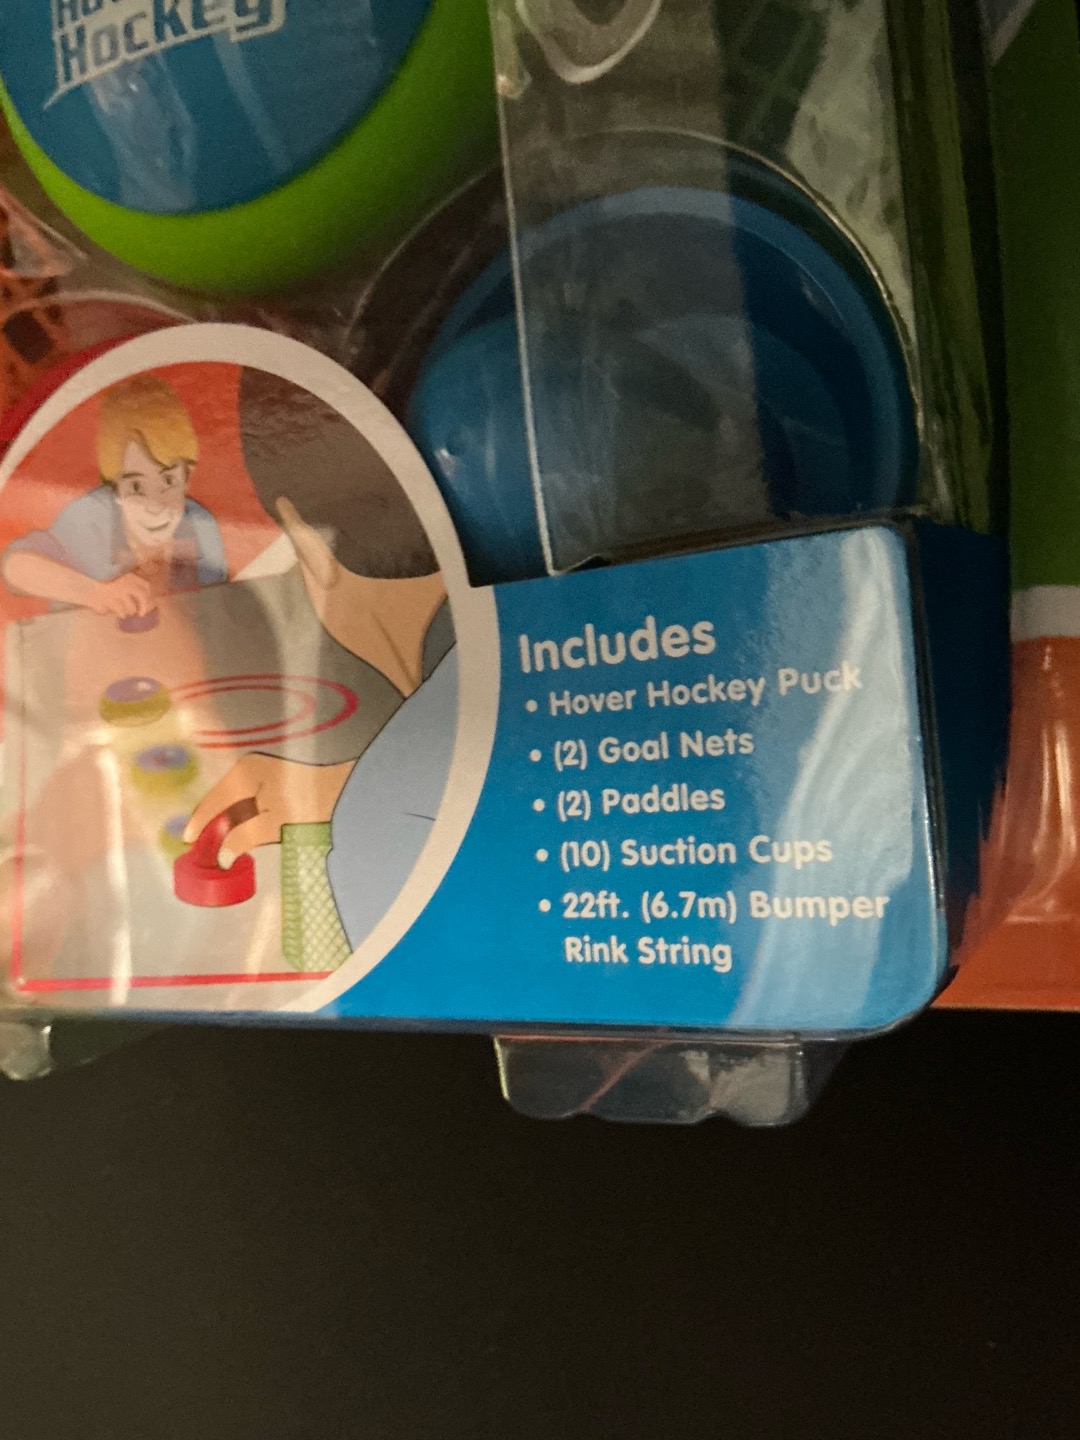 Hockey
Includes
• Hover Hockey Puck
• (2) Goal Nets
• (2) Paddles
• (10) Suction Cups
• 22ft. (6.7m) Bumper
Rink String